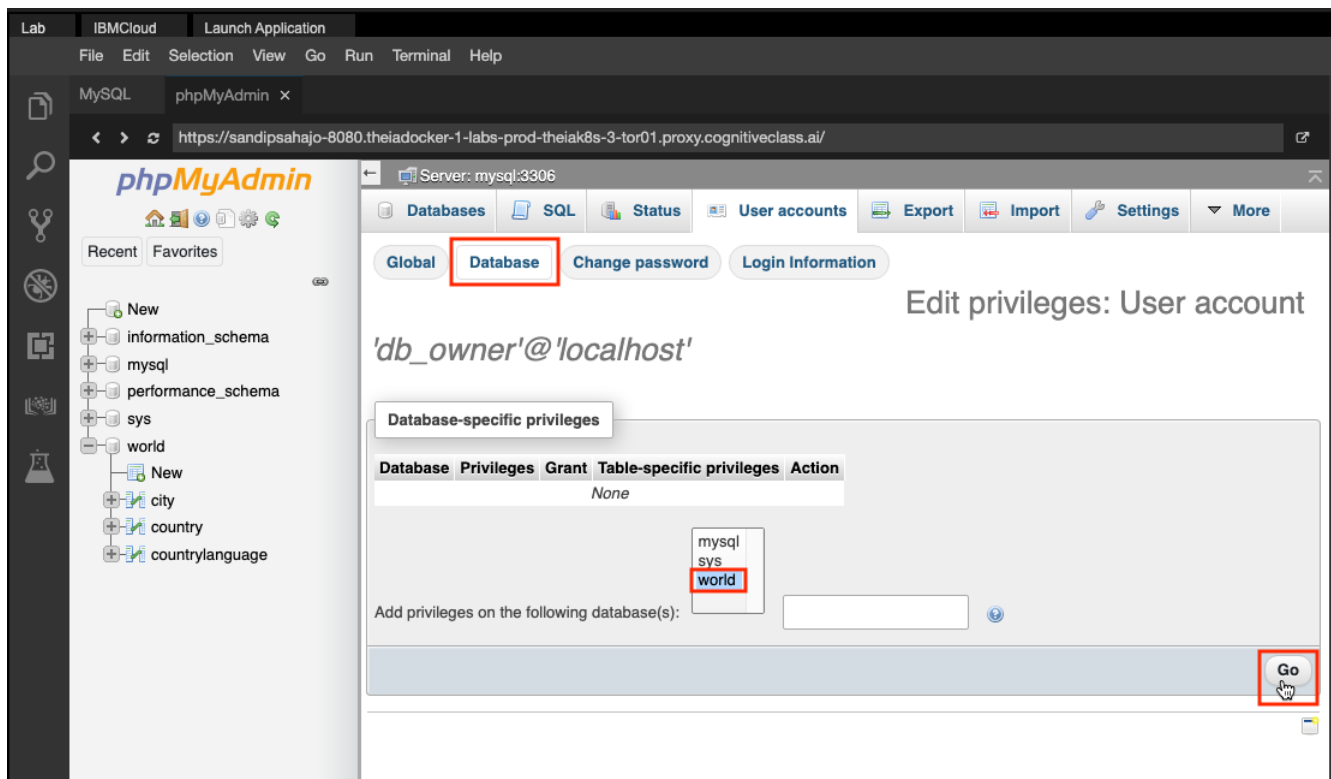 Lab IBMCloud Launch Application
File Edit Selection View Go Run Terminal Help
MySQL phpMyAdmin ×
https://sandipsahajo-8080.theiadocker-1-labs-prod-theiak8s-3-tor01.proxy.cognitiveclass.ai/
phpMyAdmin
Recent Favorites
New
information_schema
mysql
performance_schema
sys
world
New
city
country
countrylanguage
Server: mysql:3306
Databases SQL Status User accounts Export Import Settings More
Global Database Change password Login Information
Edit privileges: User account
'db_owner'@'localhost'
Database-specific privileges
Database Privileges Grant Table-specific privileges Action
None
mysql
sys
world
Add privileges on the following database(s):
Go